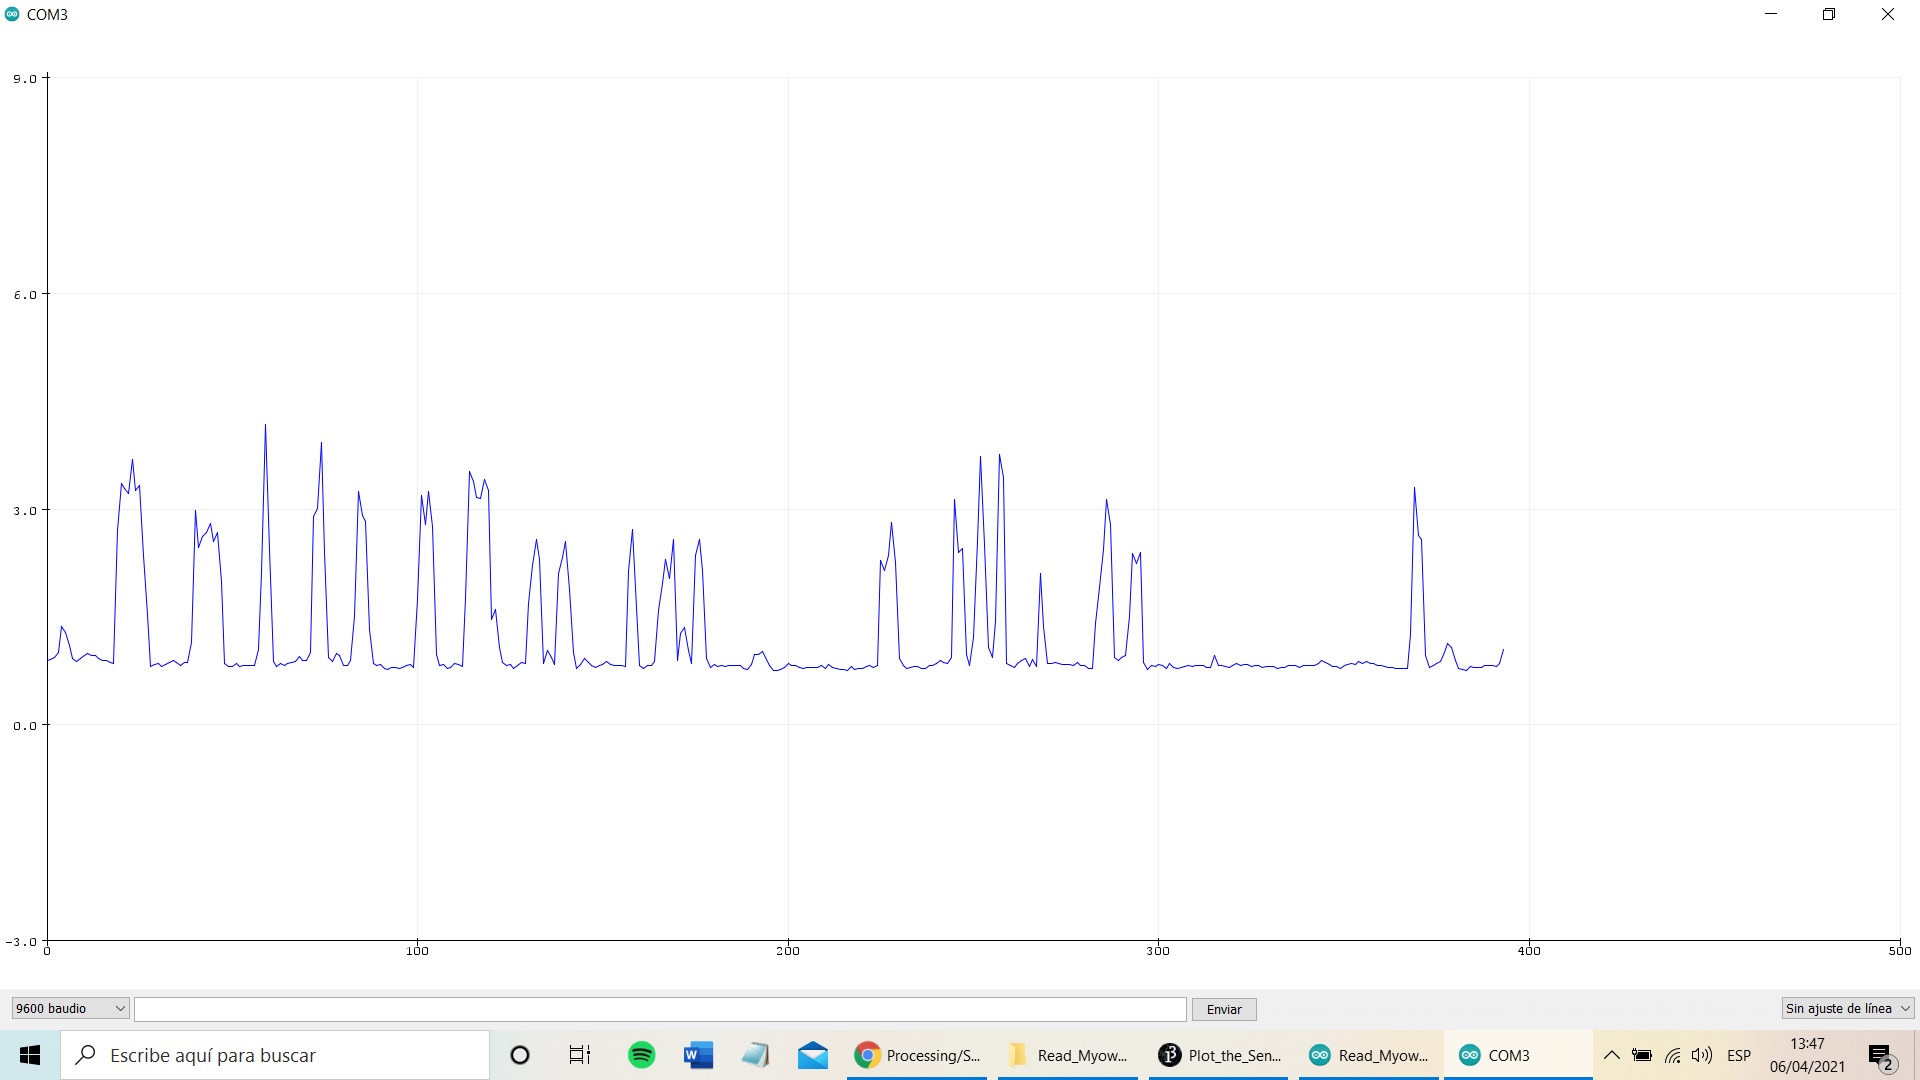 COM3
9.0
6.0
3.0
0.0
-3.0
0 100 200 300 400 500
9600 baudio Enviar Sin ajuste de línea
Escribe aquí para buscar Processing/S... Read_Myow... Plot_the_Sen... Read_Myow... COM3 ESP 13:47
06/04/2021 2